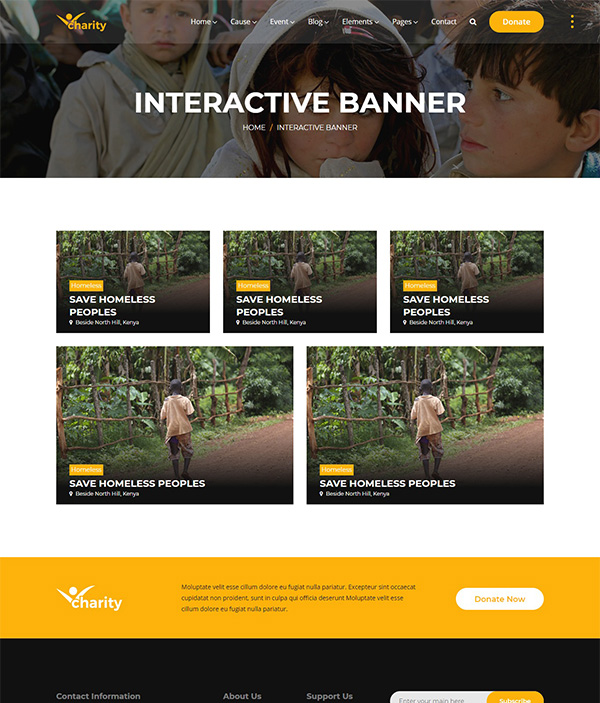 charity
Home Cause Event Blog Elements Pages Contact Donate
INTERACTIVE BANNER
HOME / INTERACTIVE BANNER
Homeless
SAVE HOMELESS
PEOPLES
Beside North Hill, Kenya
Homeless
SAVE HOMELESS
PEOPLES
Beside North Hill, Kenya
Homeless
SAVE HOMELESS
PEOPLES
Beside North Hill, Kenya
Homeless
SAVE HOMELESS PEOPLES
Beside North Hill, Kenya
Homeless
SAVE HOMELESS PEOPLES
Beside North Hill, Kenya
charity
Moluptate velit esse cillum dolore eu fugiat nulla pariatur. Excepteur sint occaecat
cupidatat non proident, sunt in culpa qui officia deserunt Moluptate velit esse
cillum dolore eu fugiat nulla pariatur.
Donate Now
Contact Information
About Us
Support Us
Enter your main here
Subscribe